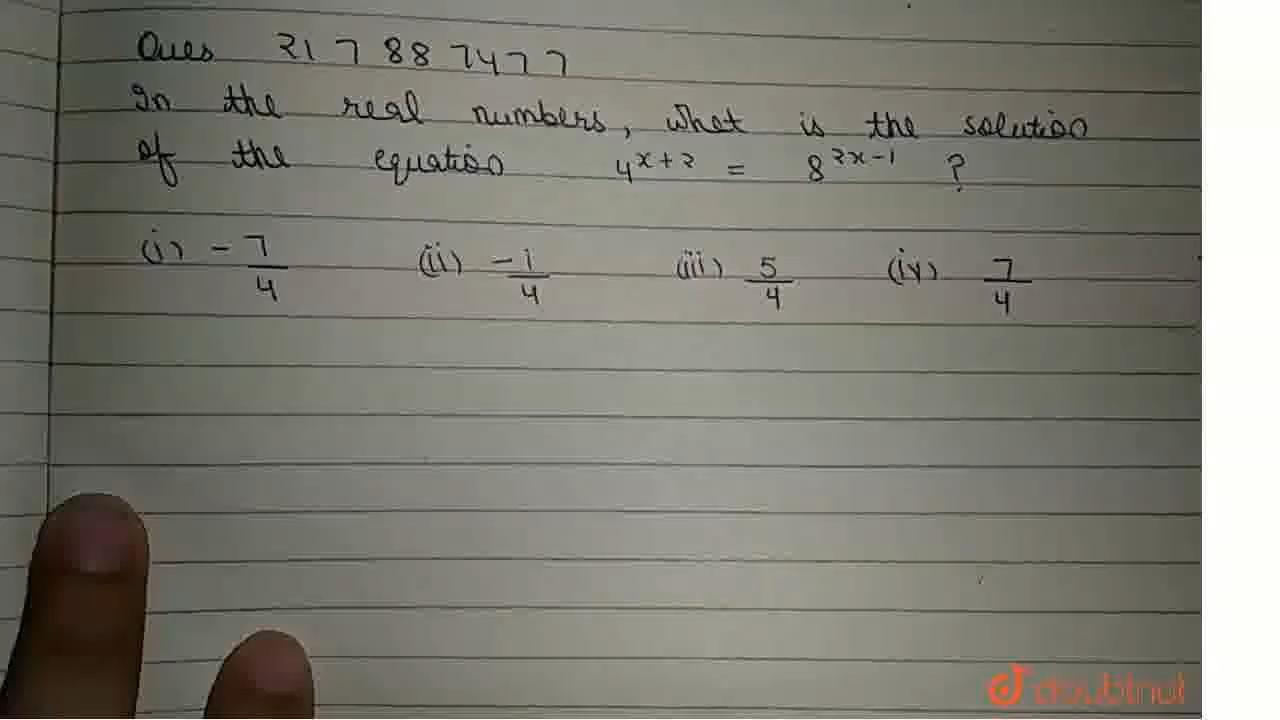 Ques 217887477
In the real numbers, what is the solution
of the equation 4^{x+2} = 8^{2x-1} ?
(i) -7/4 (ii) -1/4 (iii) 5/4 (iv) 7/4
doubtnut